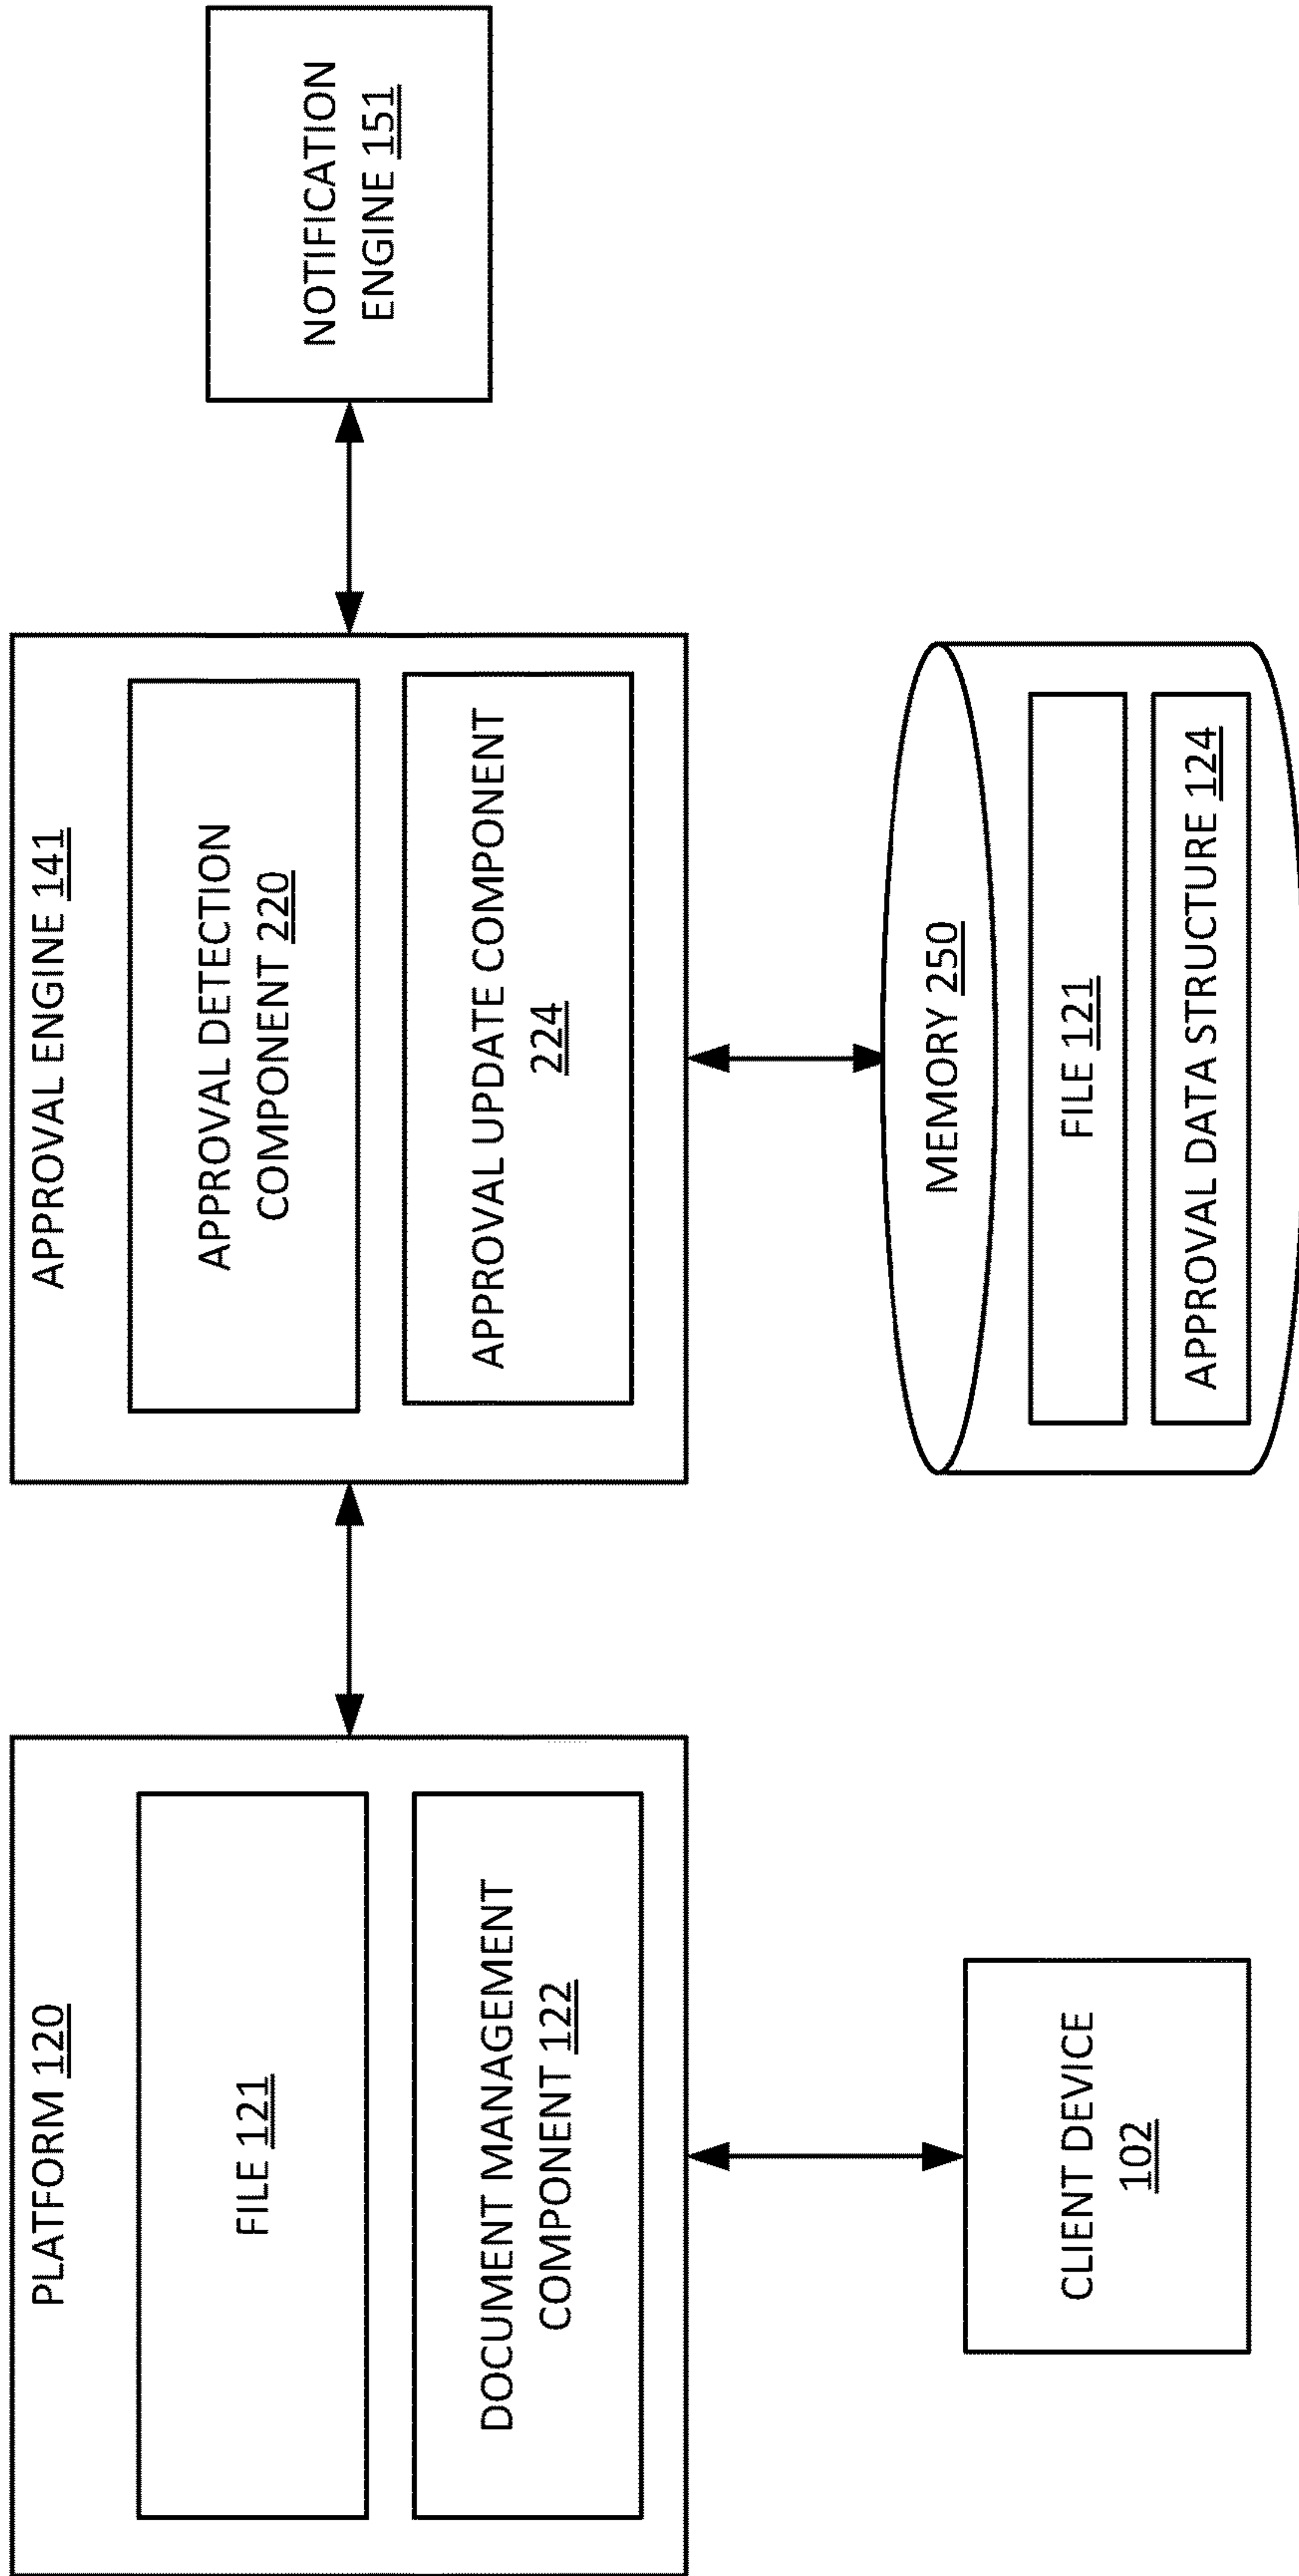 PLATFORM 120
FILE 121
DOCUMENT MANAGEMENT
COMPONENT 122
CLIENT DEVICE
102
APPROVAL ENGINE 141
APPROVAL DETECTION
COMPONENT 220
APPROVAL UPDATE COMPONENT
224
MEMORY 250
FILE 121
APPROVAL DATA STRUCTURE 124
NOTIFICATION
ENGINE 151